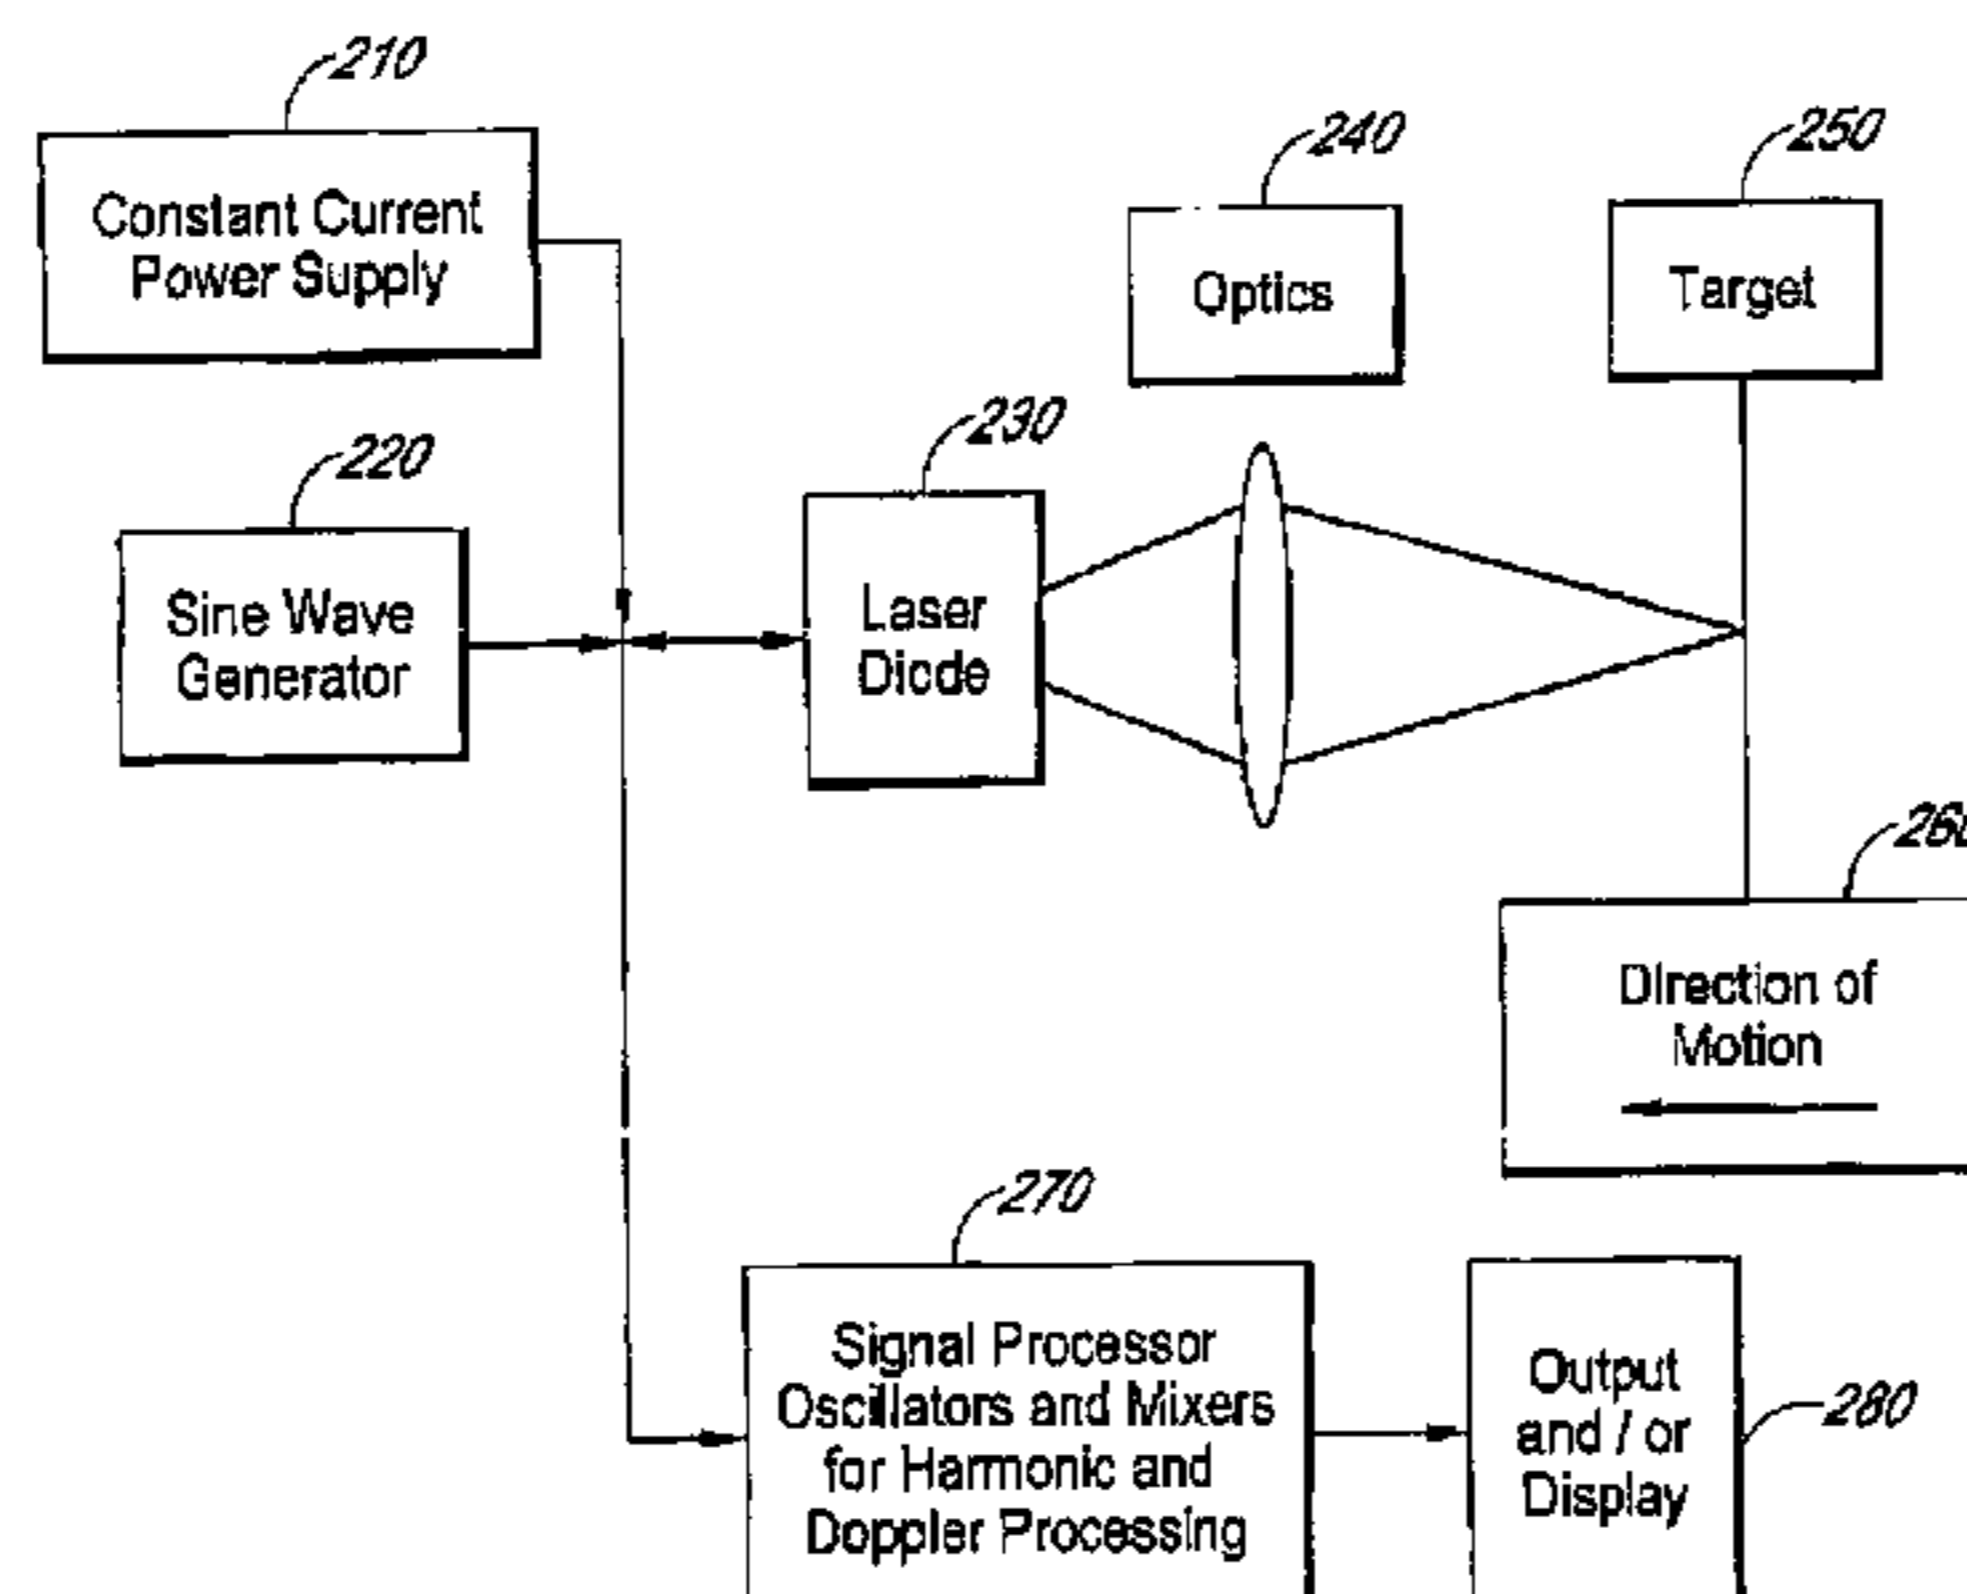 210
Constant Current
Power Supply
240
Optics
250
Target
220
Sine Wave
Generator
230
Laser
Diode
Direction of
Motion
270
Signal Processor
Oscillators and Mixers
for Harmonic and
Doppler Processing
Output
and / or
Display
280